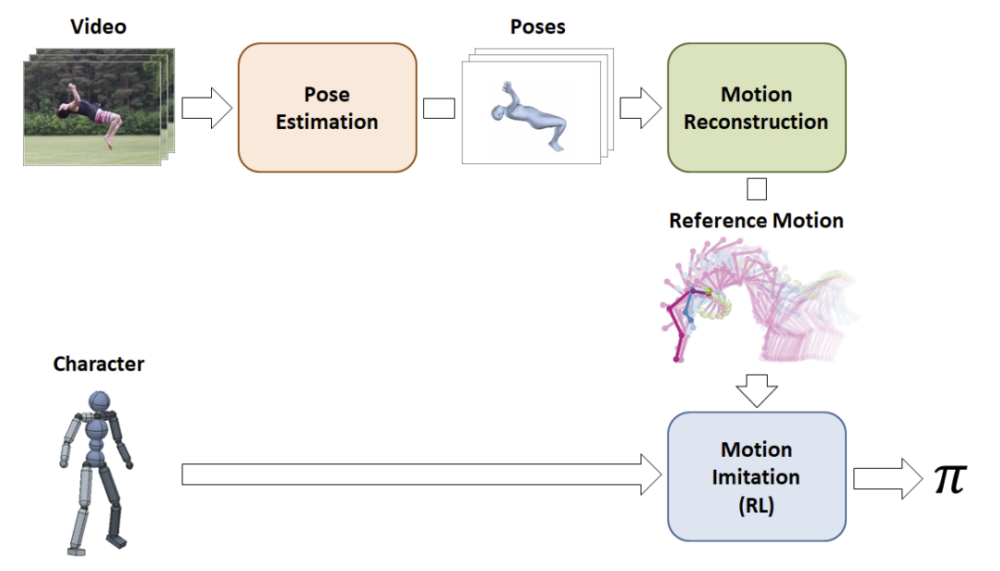 Video
Poses
Pose
Estimation
Motion
Reconstruction
Reference Motion
Character
Motion
Imitation
(RL)
π